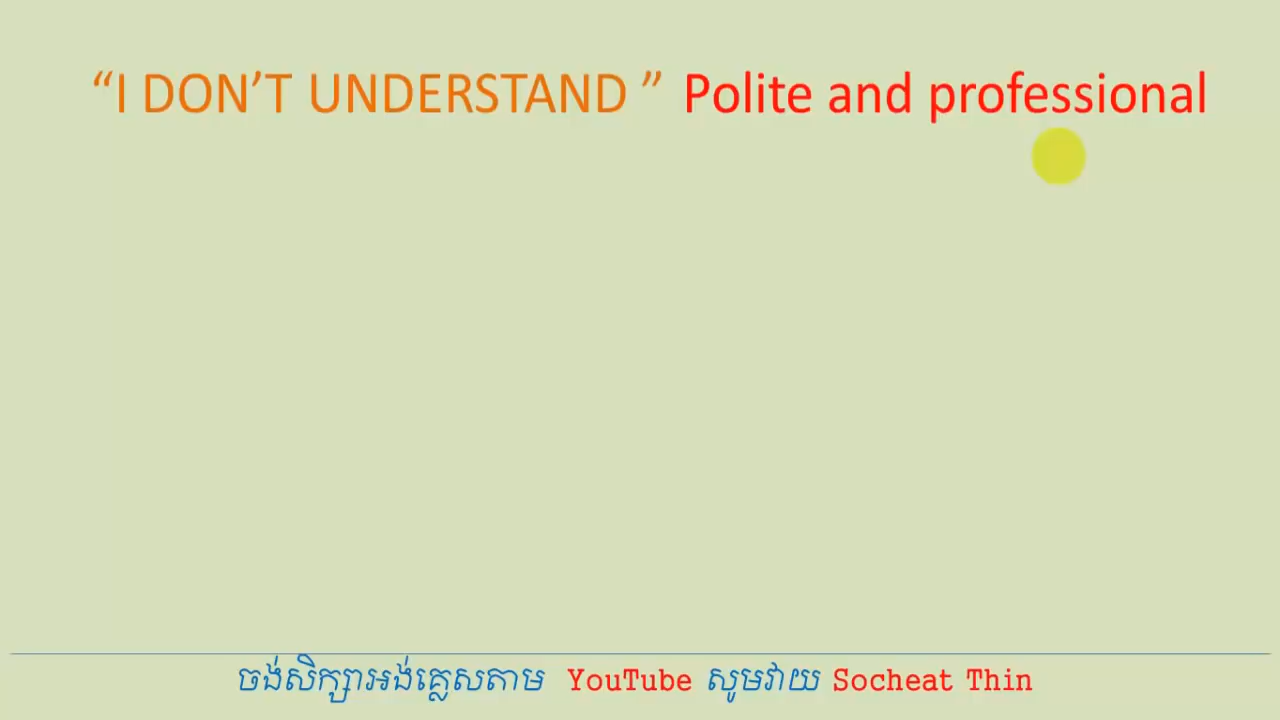 “I DON’T UNDERSTAND ” Polite and professional
ចង់សិក្សាអង់គ្លេសតាម YouTube សូមវាយ Socheat Thin